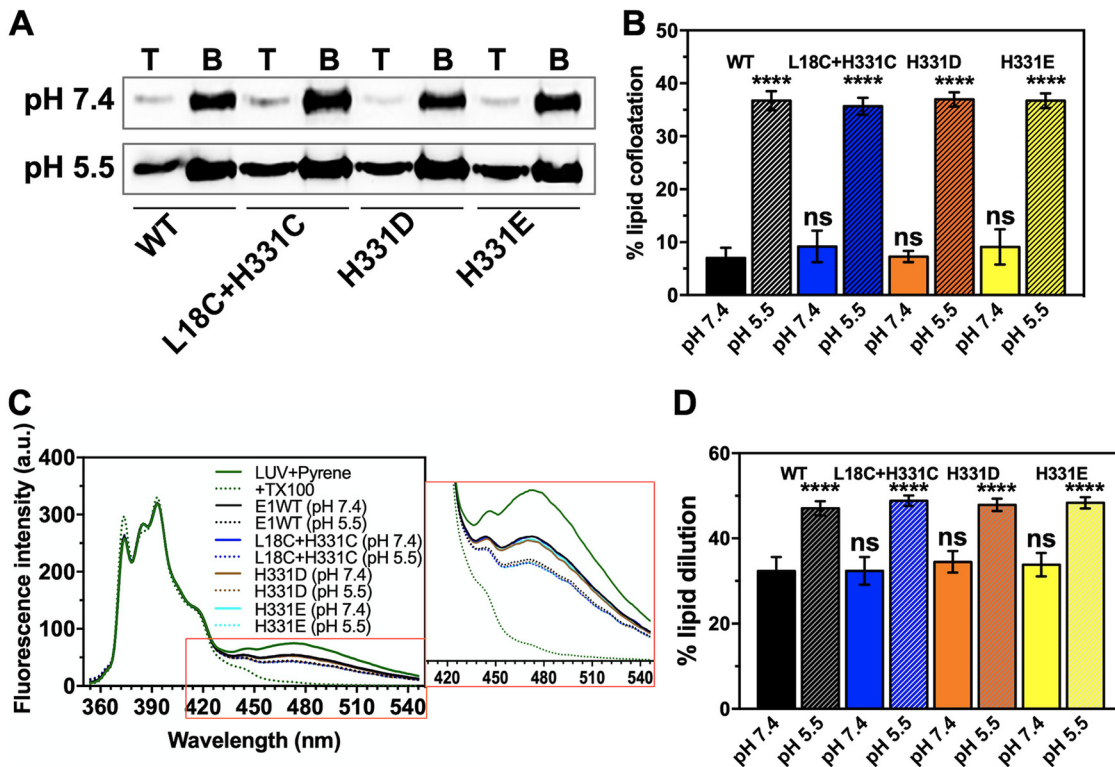 A
T B T B T B T B
pH 7.4
pH 5.5
WT
L18C+H331C
H331D
H331E
B
% lipid cofloatation
50
40
30
20
10
0
WT L18C+H331C H331D H331E
**** **** **** ****
ns ns ns
pH 7.4 pH 5.5 pH 7.4 pH 5.5 pH 7.4 pH 5.5 pH 7.4 pH 5.5
C
Fluorescence intensity (a.u.)
400
300
200
100
0
LUV+Pyrene
+TX100
E1WT (pH 7.4)
E1WT (pH 5.5)
L18C+H331C (pH 7.4)
L18C+H331C (pH 5.5)
H331D (pH 7.4)
H331D (pH 5.5)
H331E (pH 7.4)
H331E (pH 5.5)
360 390 420 450 480 510 540
Wavelength (nm)
420 450 480 510 540
D
% lipid dilution
60
40
20
0
WT L18C+H331C H331D H331E
**** **** **** ****
ns ns ns
pH 7.4 pH 5.5 pH 7.4 pH 5.5 pH 7.4 pH 5.5 pH 7.4 pH 5.5